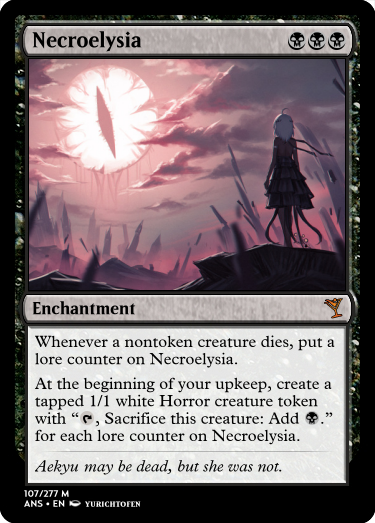 Necroelysia
Enchantment
Whenever a nontoken creature dies, put a
lore counter on Necroelysia.
At the beginning of your upkeep, create a
tapped 1/1 white Horror creature token
with “, Sacrifice this creature: Add .”
for each lore counter on Necroelysia.
Aekyu may be dead, but she was not.
107/277 M
ANS • EN YURICHTOFEN